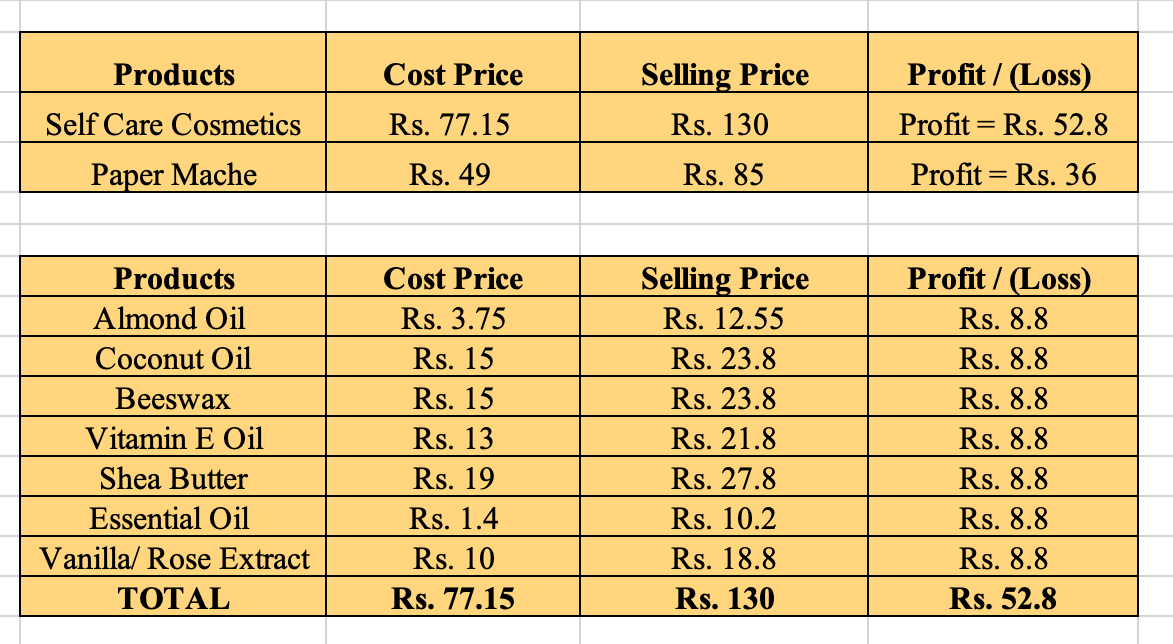 Products Cost Price Selling Price Profit / (Loss)
Self Care Cosmetics Rs. 77.15 Rs. 130 Profit = Rs. 52.8
Paper Mache Rs. 49 Rs. 85 Profit = Rs. 36
Products Cost Price Selling Price Profit / (Loss)
Almond Oil Rs. 3.75 Rs. 12.55 Rs. 8.8
Coconut Oil Rs. 15 Rs. 23.8 Rs. 8.8
Beeswax Rs. 15 Rs. 23.8 Rs. 8.8
Vitamin E Oil Rs. 13 Rs. 21.8 Rs. 8.8
Shea Butter Rs. 19 Rs. 27.8 Rs. 8.8
Essential Oil Rs. 1.4 Rs. 10.2 Rs. 8.8
Vanilla/ Rose Extract Rs. 10 Rs. 18.8 Rs. 8.8
TOTAL Rs. 77.15 Rs. 130 Rs. 52.8